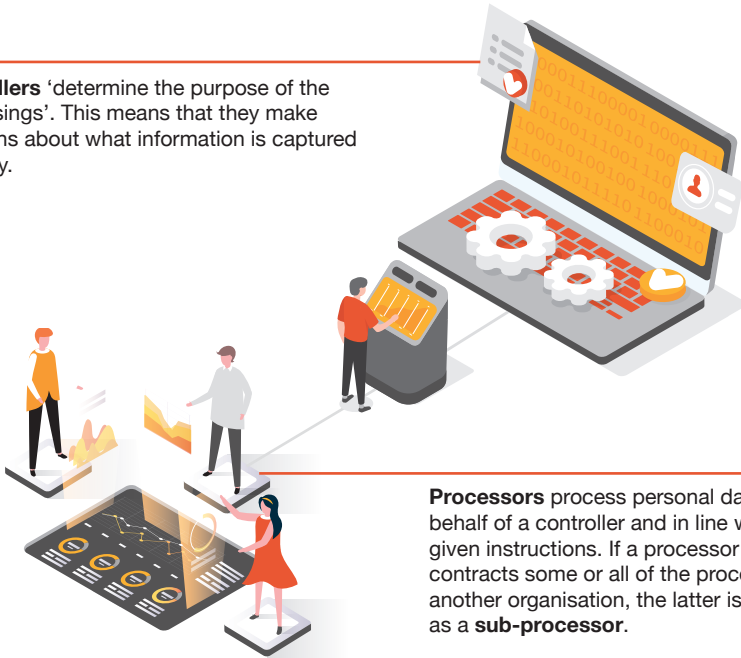 llers ‘determine the purpose of the
sings’. This means that they make
ns about what information is captured
y.
Processors process personal da
behalf of a controller and in line w
given instructions. If a processor
contracts some or all of the proce
another organisation, the latter is
as a sub-processor.